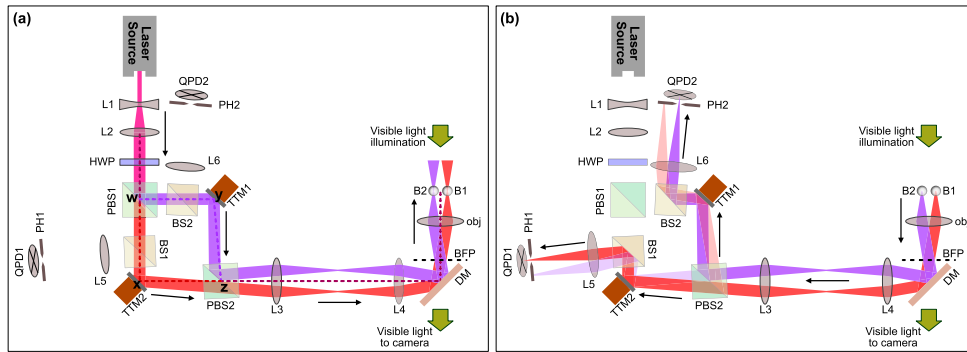 (a)
Laser
Source
QPD2
L1
PH2
L2
Visible light
illumination
HWP
L6
PBS1
W
y
TTM1
B2
B1
BS2
PH1
obj
QPD1
BS1
BFP
L5
x
z
DM
TTM2
PBS2
L3
L4
Visible light
to camera
(b)
Laser
Source
QPD2
L1
PH2
L2
Visible light
illumination
HWP
L6
PBS1
TTM1
B2
B1
BS2
PH1
obj
QPD1
BS1
BFP
L5
DM
TTM2
PBS2
L3
L4
Visible light
to camera